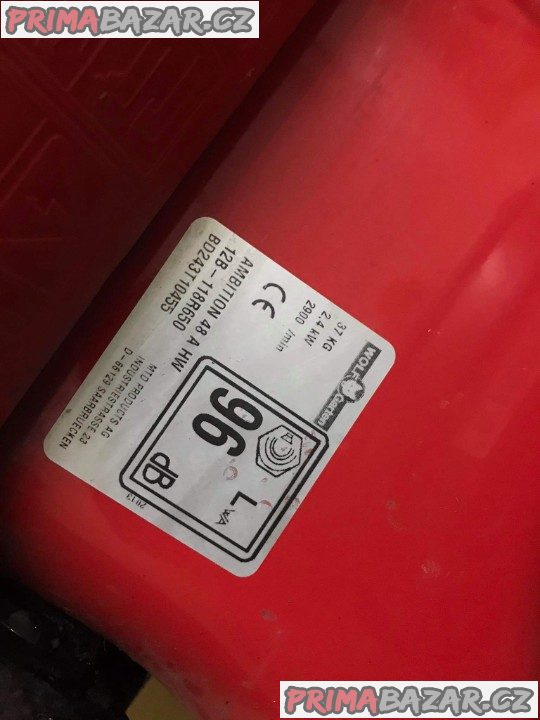 PRIMABAZAR.CZ
WOLF Garten
37 KG
2,4 kW
2900 /min
CE
AMBITION 48 A HW
12B-118R650
BD243T10455
L WA
96
dB
MTD PRODUCTS AG
INDUSTRIESTRASSE 23
D-66129 SAARBRUECKEN
2013
PRIMABAZAR.CZ